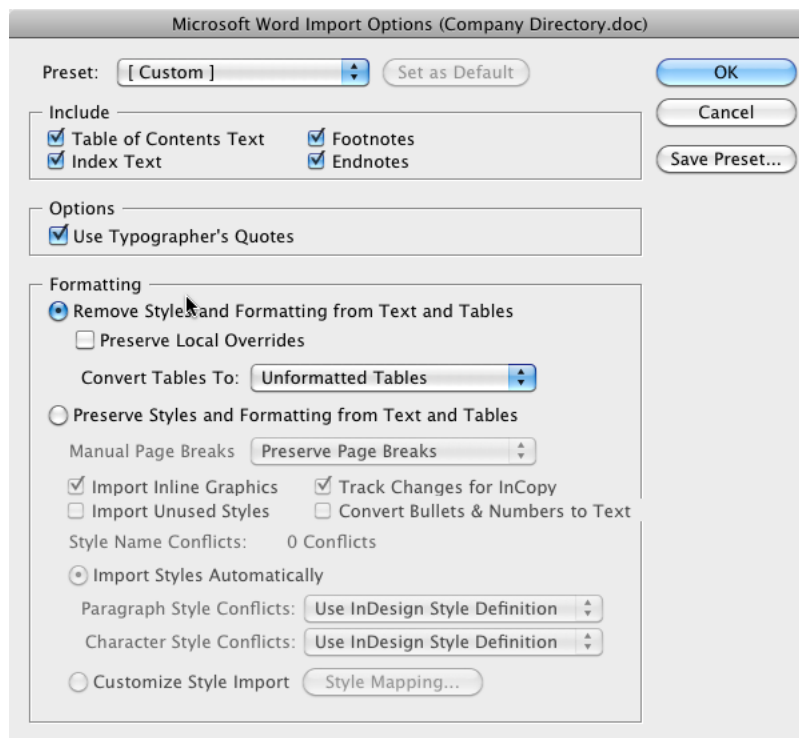 Microsoft Word Import Options (Company Directory.doc)
Preset: [ Custom ] Set as Default OK
Include Cancel
Table of Contents Text Footnotes
Index Text Endnotes Save Preset...
Options
Use Typographer's Quotes
Formatting
Remove Styles and Formatting from Text and Tables
Preserve Local Overrides
Convert Tables To: Unformatted Tables
Preserve Styles and Formatting from Text and Tables
Manual Page Breaks Preserve Page Breaks
Import Inline Graphics Track Changes for InCopy
Import Unused Styles Convert Bullets & Numbers to Text
Style Name Conflicts: 0 Conflicts
Import Styles Automatically
Paragraph Style Conflicts: Use InDesign Style Definition
Character Style Conflicts: Use InDesign Style Definition
Customize Style Import Style Mapping...